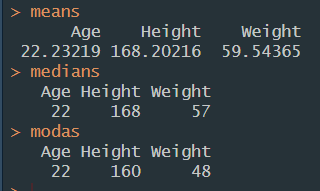 > means
Age Height Weight
22.23219 168.20216 59.54365
> medians
Age Height Weight
22 168 57
> modas
Age Height Weight
22 160 48
>